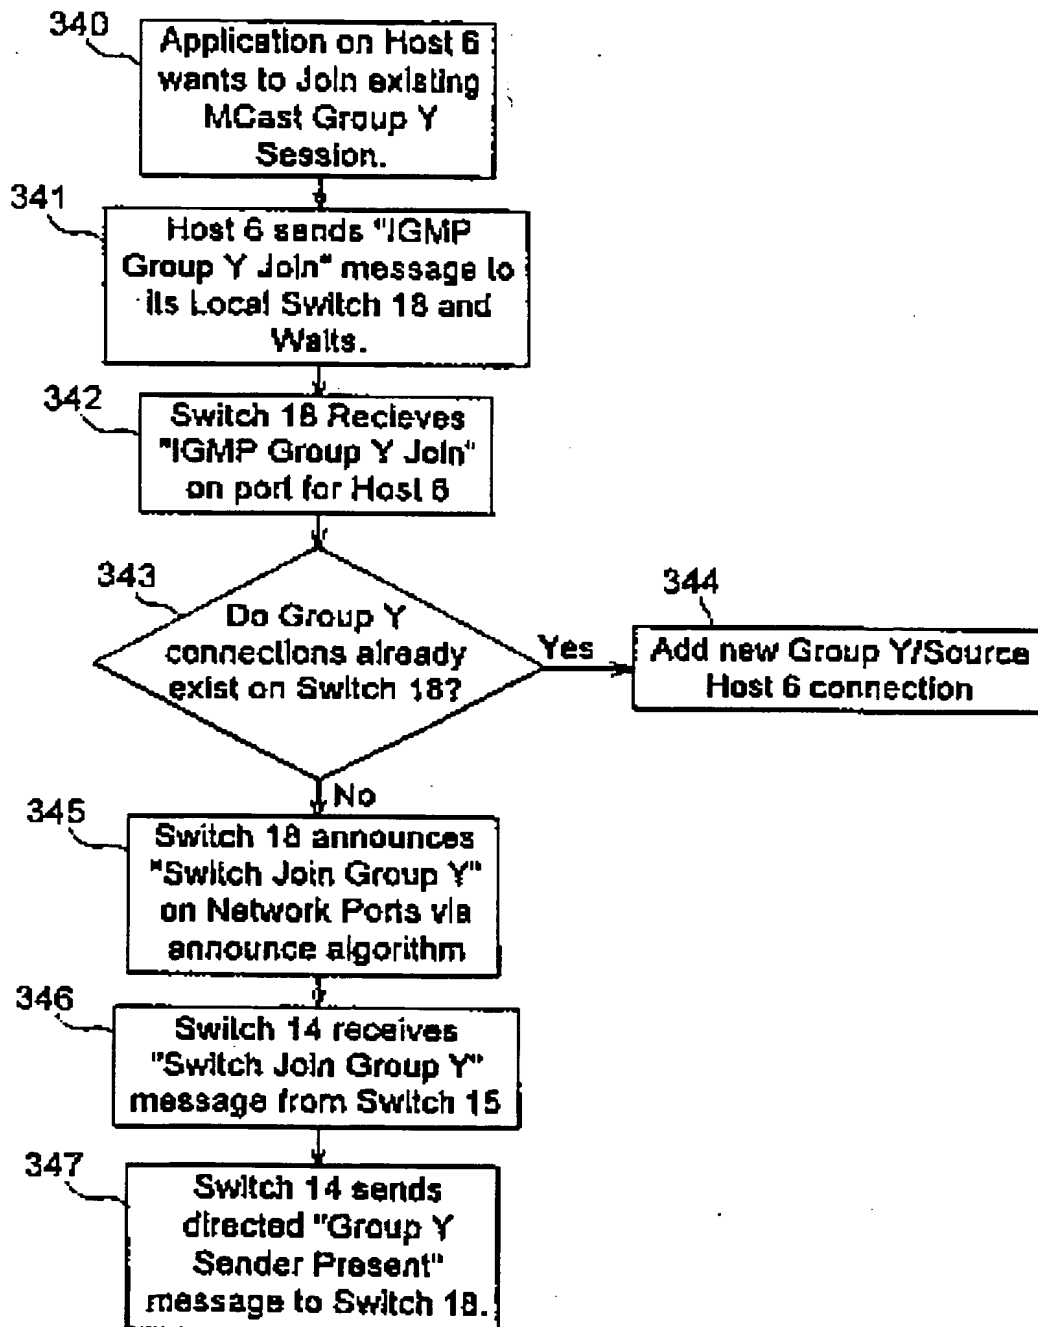 340
Application on Host 6
wants to Join existing
MCast Group Y
Session.
341
Host 6 sends "IGMP
Group Y Join" message to
its Local Switch 18 and
Waits.
342
Switch 18 Recieves
"IGMP Group Y Join"
on port for Host 6
343
Do Group Y
connections already
exist on Switch 18?
Yes
344
Add new Group Y/Source
Host 6 connection
No
345
Switch 18 announces
"Switch Join Group Y"
on Network Ports via
announce algorithm
346
Switch 14 receives
"Switch Join Group Y"
message from Switch 15
347
Switch 14 sends
directed "Group Y
Sender Present"
message to Switch 18.